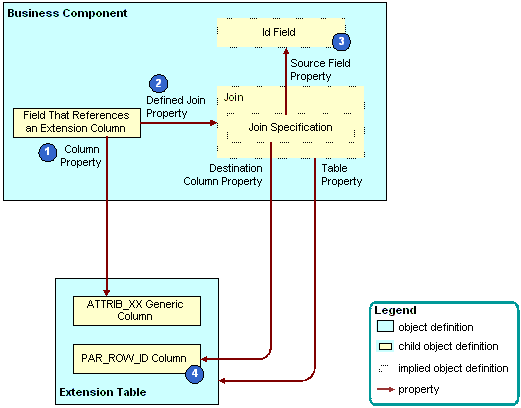 Business Component
Id Field
3
Source Field
Property
2
Defined Join
Property
Join
Field That References
an Extension Column
Join Specification
1
Column
Property
Destination
Column Property
Table
Property
ATTRIB_XX Generic
Column
PAR_ROW_ID Column
4
Extension Table
Legend
object definition
child object definition
implied object definition
property